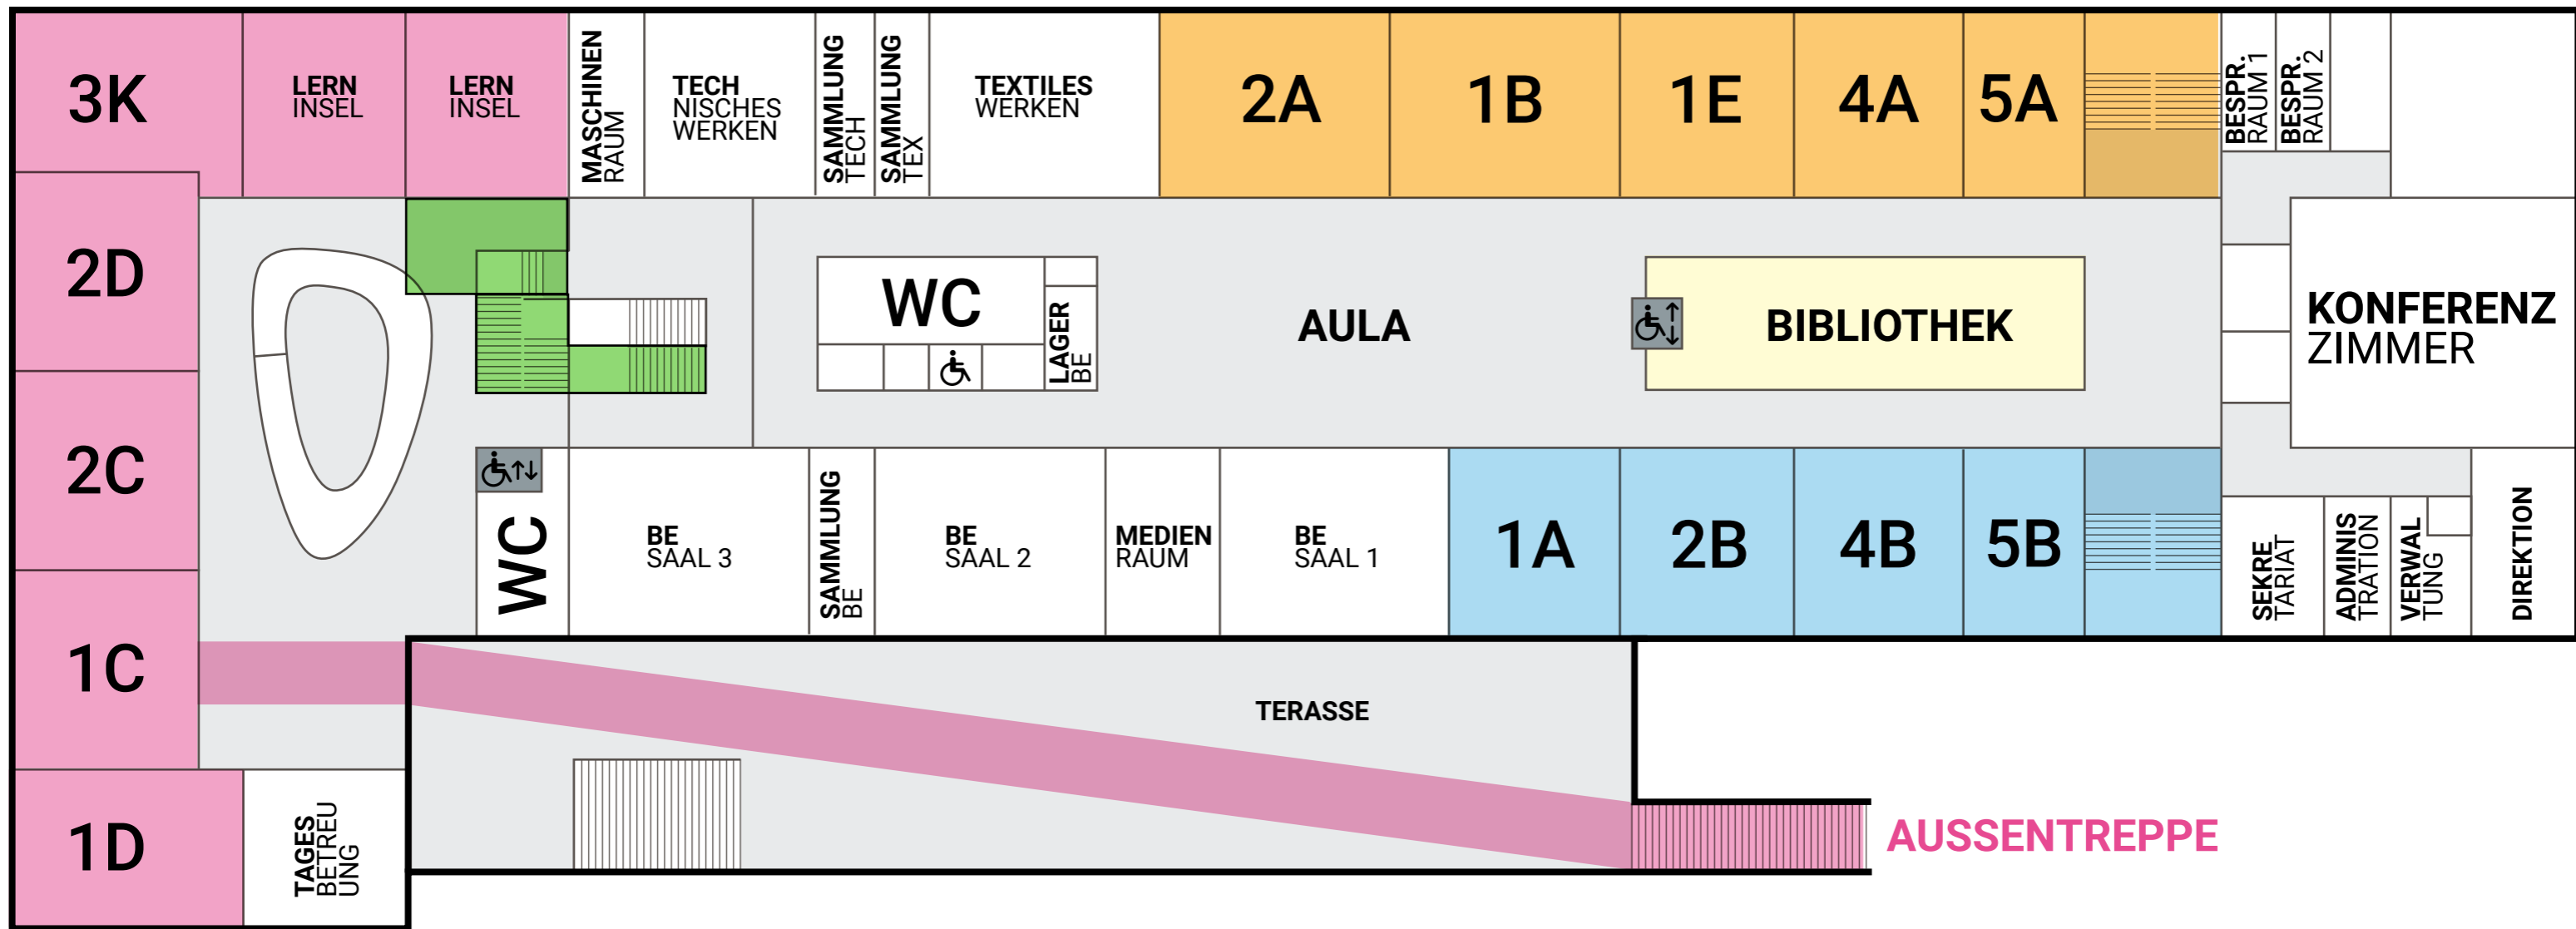 3K
LERN
INSEL
LERN
INSEL
MASCHINEN
RAUM
TECH
NISCHES
WERKEN
SAMMLUNG
TECH
SAMMLUNG
TEX
TEXTILES
WERKEN
2A
1B
1E
4A
5A
BESPR.
RAUM 1
BESPR.
RAUM 2
2D
WC
LAGER
BE
AULA
BIBLIOTHEK
KONFERENZ
ZIMMER
2C
WC
BE
SAAL 3
SAMMLUNG
BE
BE
SAAL 2
MEDIEN
RAUM
BE
SAAL 1
1A
2B
4B
5B
SEKRE
TARIAT
ADMINIS
TRATION
VERWAL
TUNG
DIREKTION
1C
TERASSE
1D
TAGES
BETREU
UNG
AUSSENTREPPE